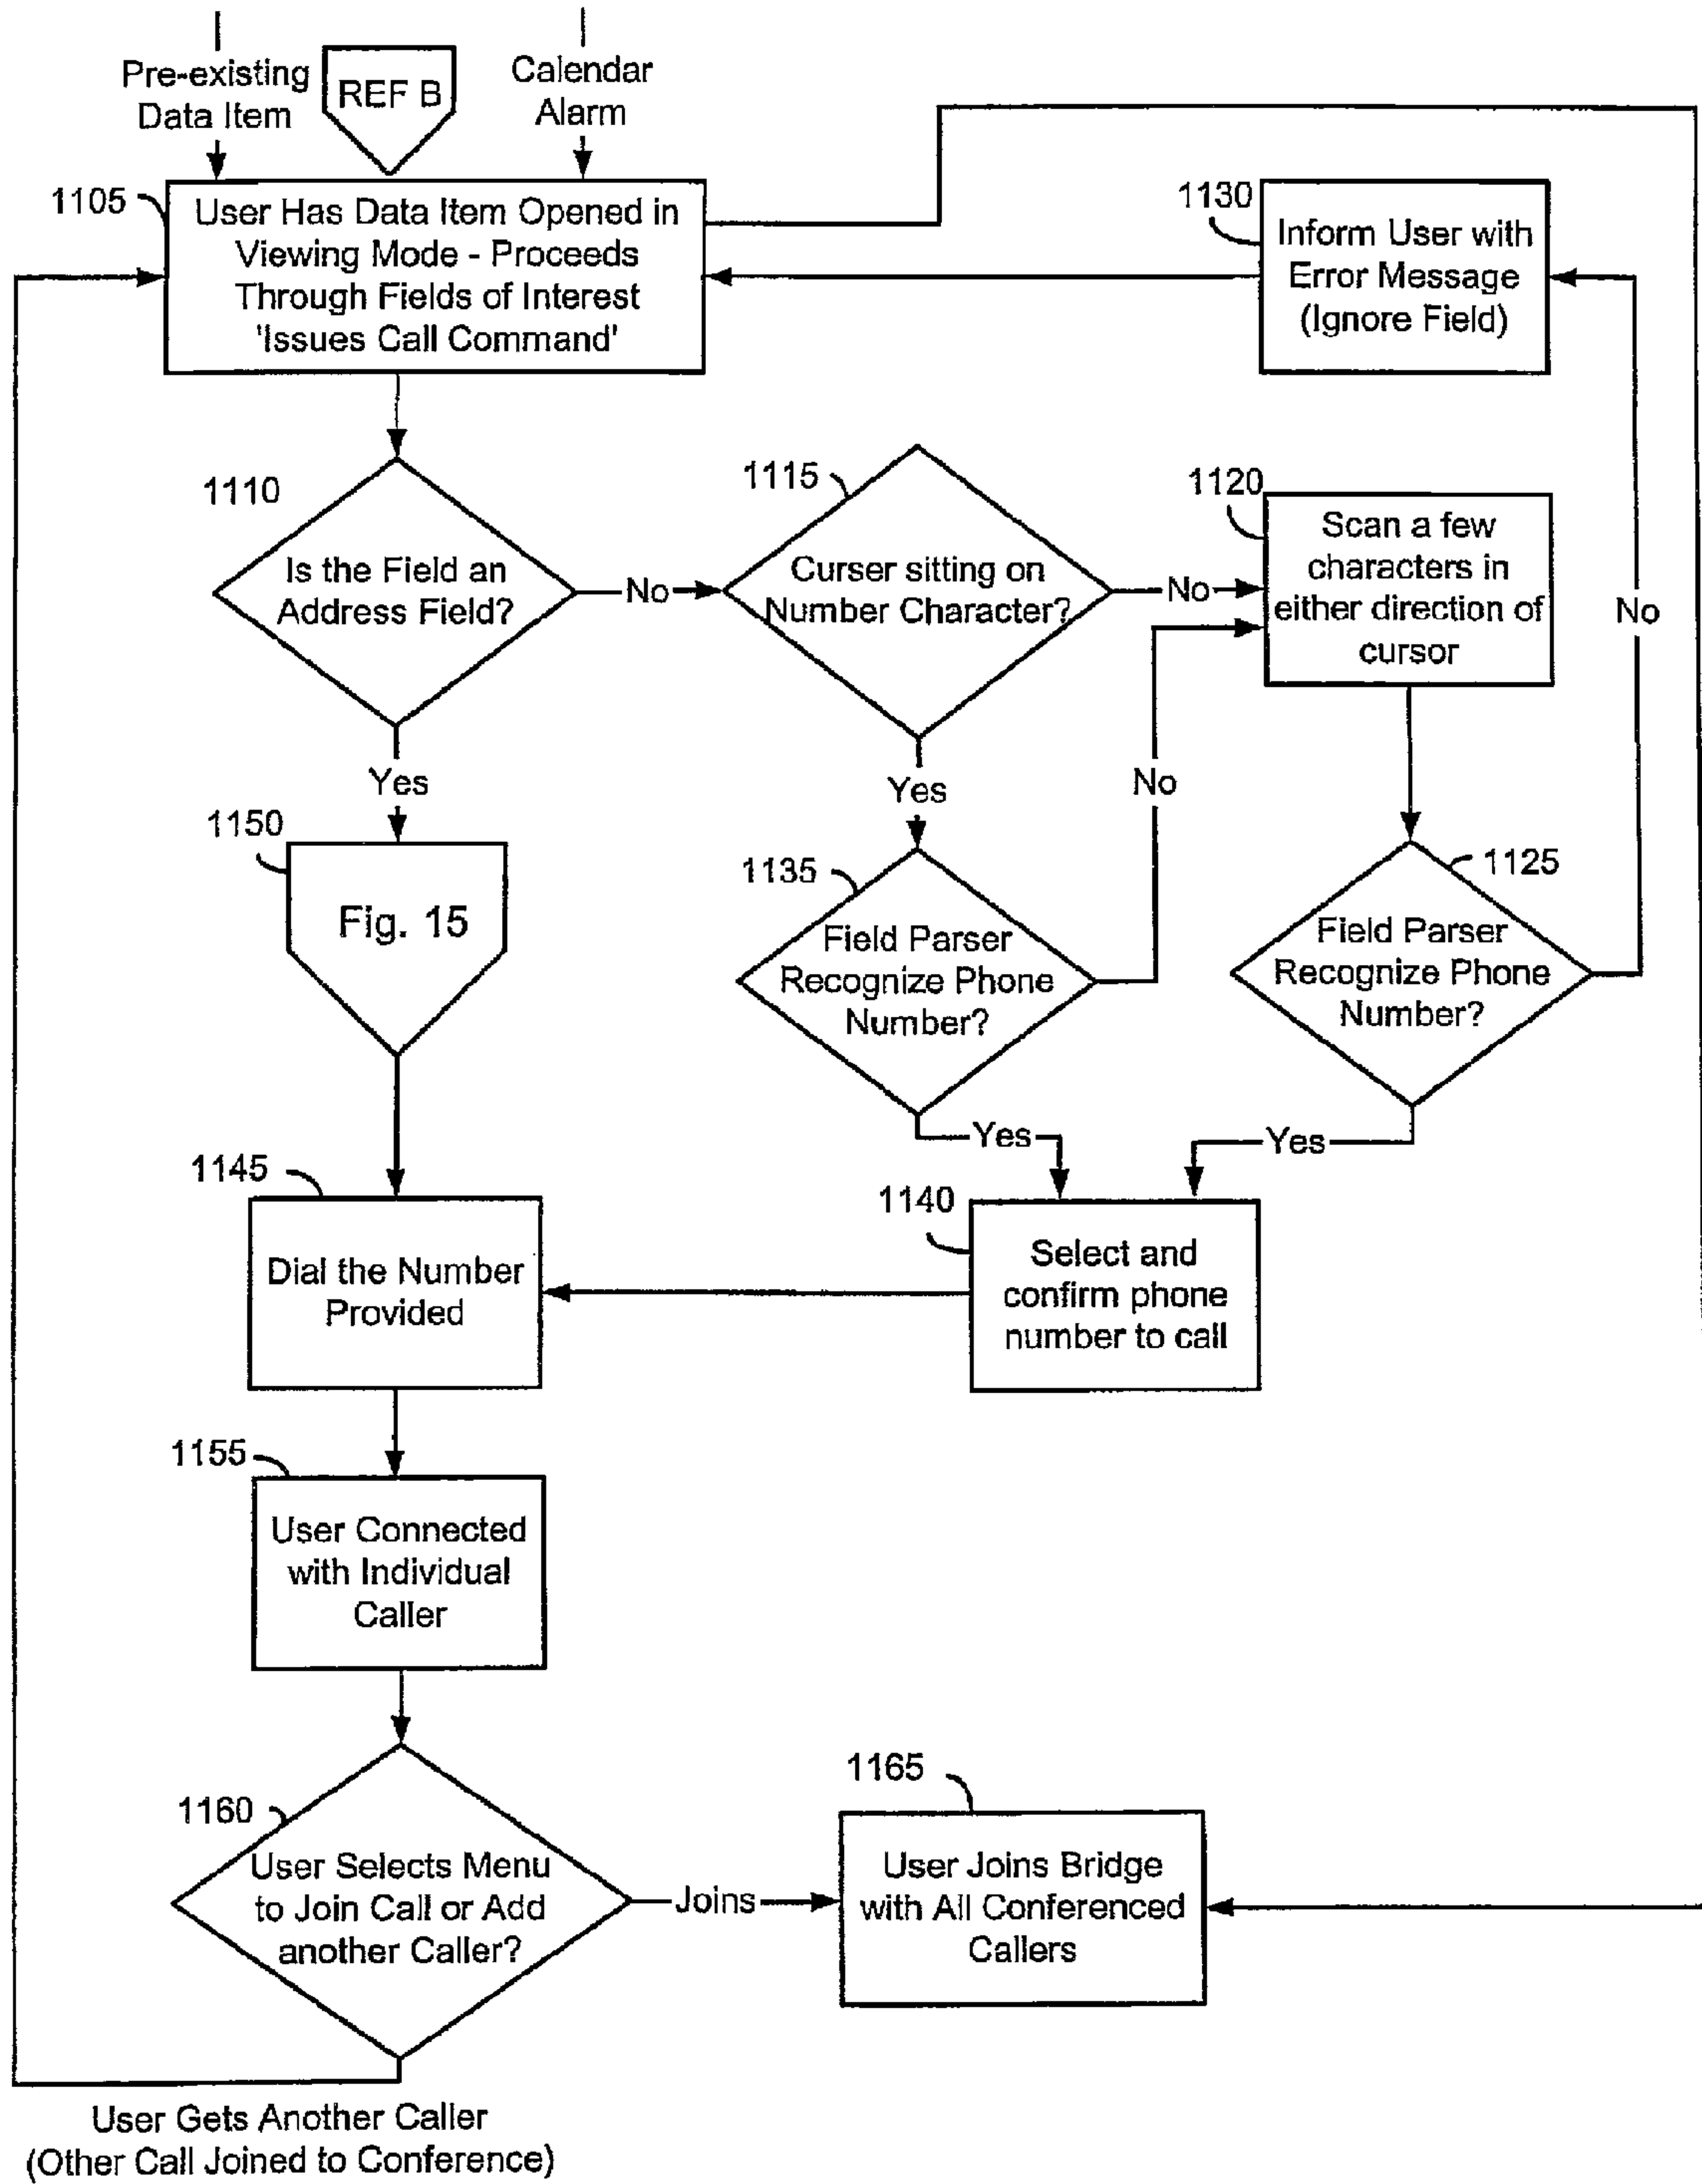 Pre-existing
Data Item
REF B
Calendar
Alarm
1105
User Has Data Item Opened in
Viewing Mode - Proceeds
Through Fields of Interest
'Issues Call Command'
1130
Inform User with
Error Message
(Ignore Field)
1110
Is the Field an
Address Field?
No
1115
Curser sitting on
Number Character?
No
1120
Scan a few
characters in
either direction of
cursor
No
Yes
Yes
No
1150
Fig. 15
1135
Field Parser
Recognize Phone
Number?
1125
Field Parser
Recognize Phone
Number?
Yes
Yes
1145
Dial the Number
Provided
1140
Select and
confirm phone
number to call
1155
User Connected
with Individual
Caller
1160
User Selects Menu
to Join Call or Add
another Caller?
Joins
1165
User Joins Bridge
with All Conferenced
Callers
User Gets Another Caller
(Other Call Joined to Conference)